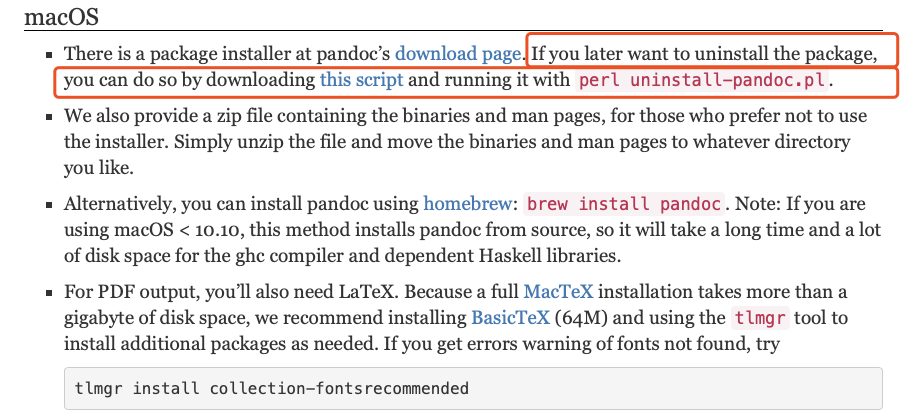 macOS
There is a package installer at pandoc’s download page. If you later want to uninstall the package,
you can do so by downloading this script and running it with perl uninstall-pandoc.pl.
We also provide a zip file containing the binaries and man pages, for those who prefer not to use
the installer. Simply unzip the file and move the binaries and man pages to whatever directory
you like.
Alternatively, you can install pandoc using homebrew: brew install pandoc. Note: If you are
using macOS < 10.10, this method installs pandoc from source, so it will take a long time and a lot
of disk space for the ghc compiler and dependent Haskell libraries.
For PDF output, you’ll also need LaTeX. Because a full MacTeX installation takes more than a
gigabyte of disk space, we recommend installing BasicTeX (64M) and using the tlmgr tool to
install additional packages as needed. If you get errors warning of fonts not found, try
tlmgr install collection-fontsrecommended